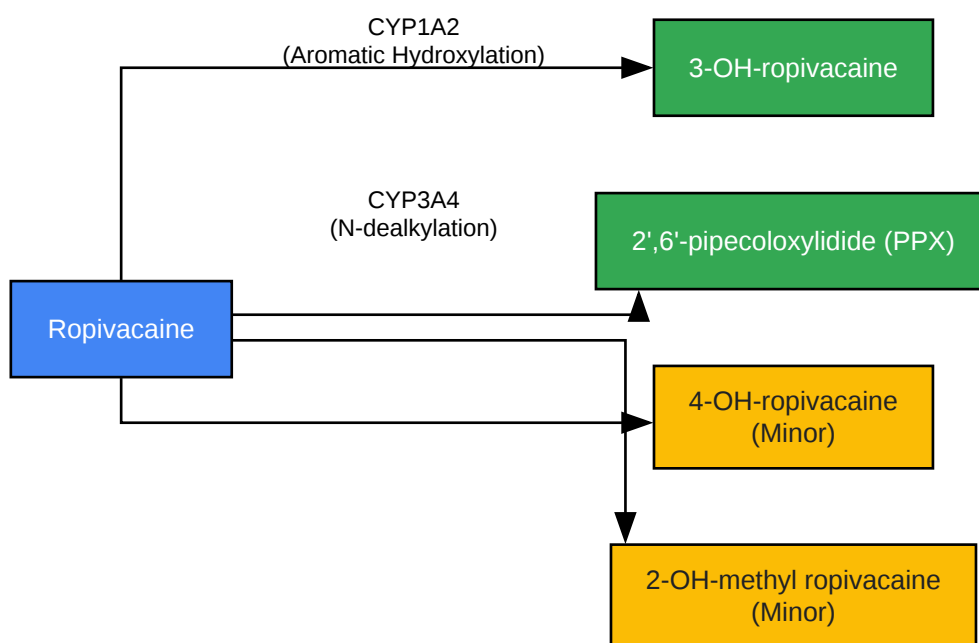 CYP1A2
(Aromatic Hydroxylation)
3-OH-ropivacaine
CYP3A4
(N-dealkylation)
2',6'-pipecoloxylidide (PPX)
Ropivacaine
4-OH-ropivacaine
(Minor)
2-OH-methyl ropivacaine
(Minor)